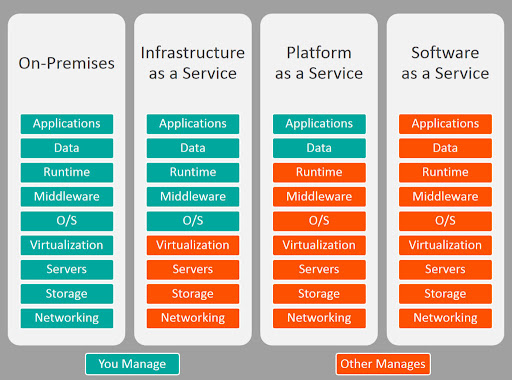 On-Premises
Applications
Data
Runtime
Middleware
O/S
Virtualization
Servers
Storage
Networking
Infrastructure
as a Service
Applications
Data
Runtime
Middleware
O/S
Virtualization
Servers
Storage
Networking
Platform
as a Service
Applications
Data
Runtime
Middleware
O/S
Virtualization
Servers
Storage
Networking
Software
as a Service
Applications
Data
Runtime
Middleware
O/S
Virtualization
Servers
Storage
Networking
You Manage
Other Manages